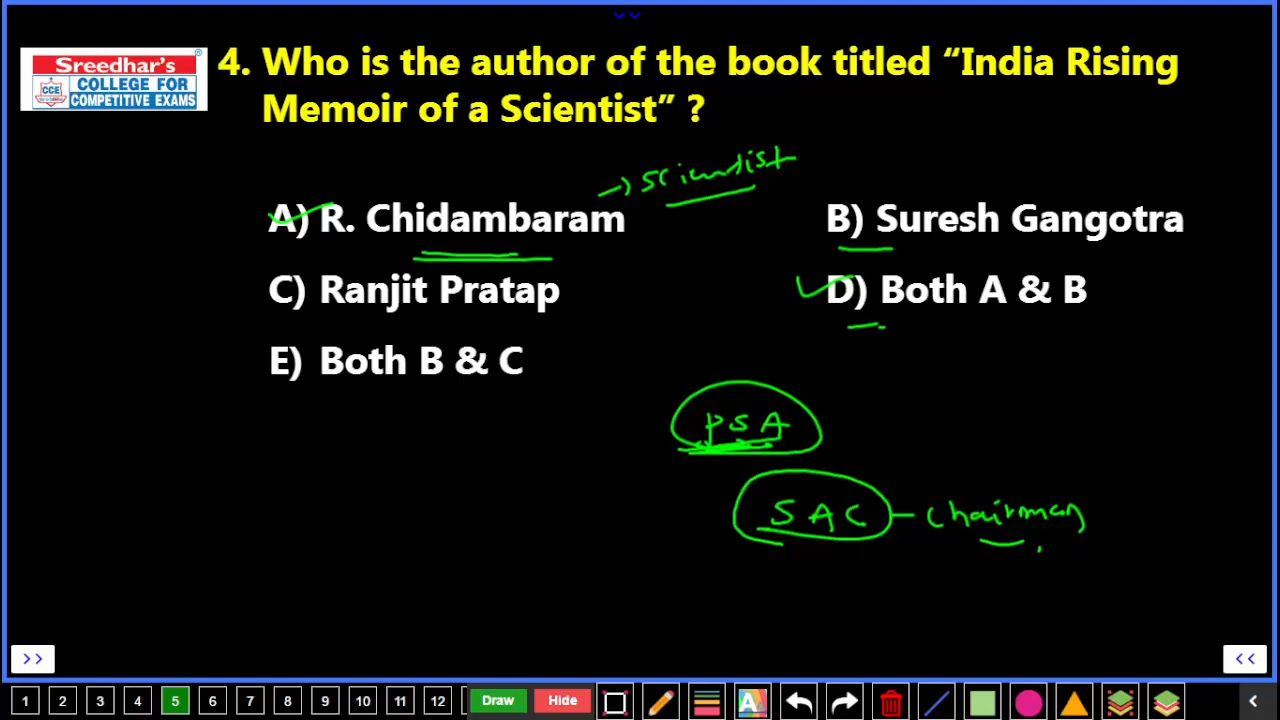 Sreedhar's
CCE
COLLEGE FOR
COMPETITIVE EXAMS
4. Who is the author of the book titled “India Rising
Memoir of a Scientist” ?
→ Scientist
A) R. Chidambaram
B) Suresh Gangotra
C) Ranjit Pratap
D) Both A & B
E) Both B & C
PSA
SAC – Chairman
>>
<<
1 2 3 4 5 6 7 8 9 10 11 12 Draw Hide A <